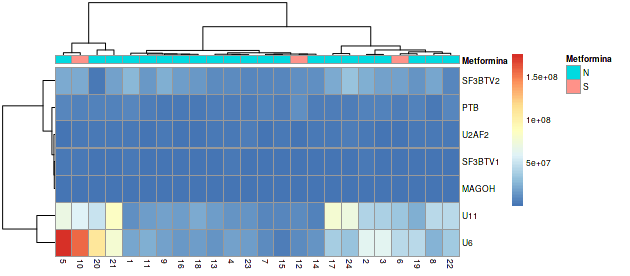 Metformina
SF3BTV2
PTB
U2AF2
SF3BTV1
MAGOH
U11
U6
5 10 20 21 1 11 9 16 18 13 4 23 7 15 12 14 17 24 2 3 6 19 8 22
1.5e+08
1e+08
5e+07
Metformina
N
S